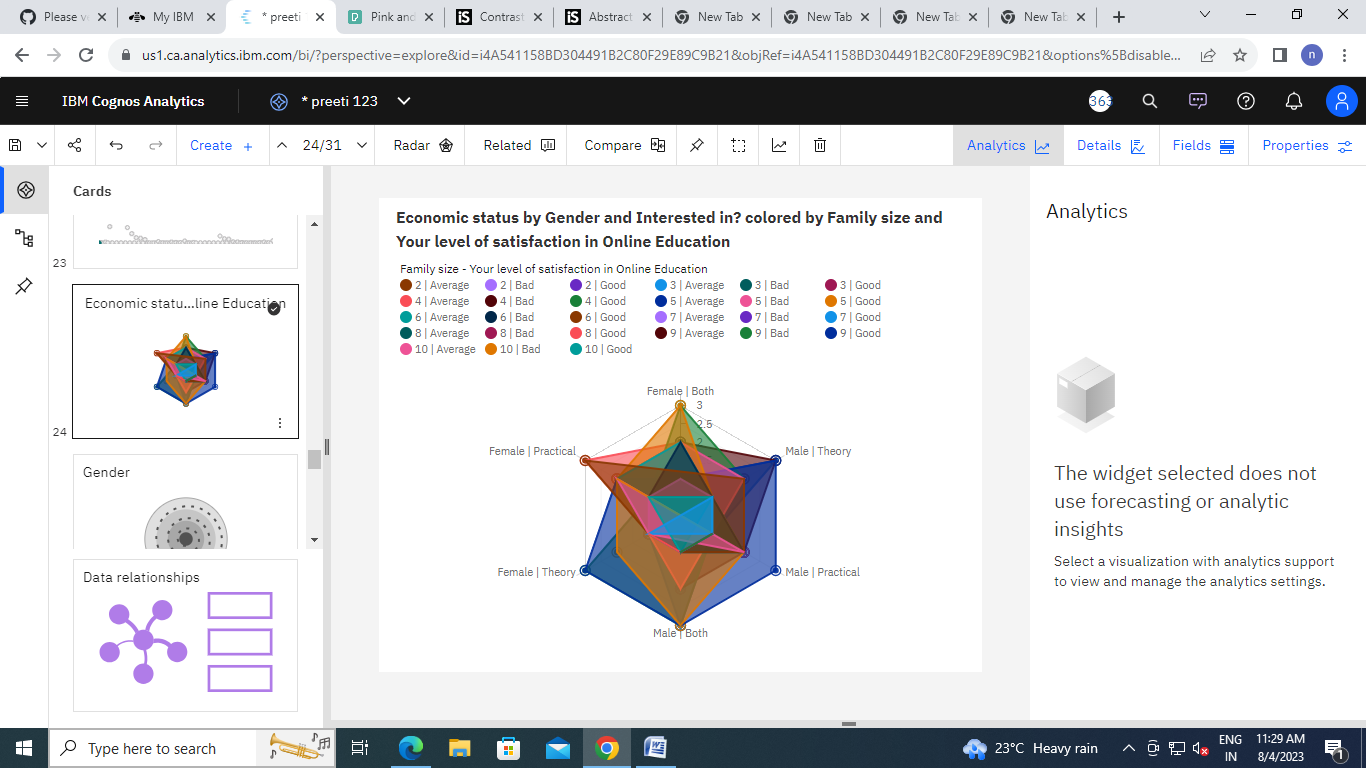 Please ve
My IBM
* preeti
Pink and
Contrast
Abstract
New Tab
New Tab
New Tab
New Tab
us1.ca.analytics.ibm.com/bi/?perspective=explore&id=i4A541158BD304491B2C80F29E89C9B21&objRef=i4A541158BD304491B2C80F29E89C9B21&options%5Bdisable...
n
IBM Cognos Analytics
* preeti 123
363
Create +
24/31
Radar
Related
Compare
Analytics
Details
Fields
Properties
Cards
23
Economic statu...line Education
24
Gender
Data relationships
Economic status by Gender and Interested in? colored by Family size and
Your level of satisfaction in Online Education
Family size - Your level of satisfaction in Online Education
2 | Average 2 | Bad 2 | Good 3 | Average 3 | Bad 3 | Good
4 | Average 4 | Bad 4 | Good 5 | Average 5 | Bad 5 | Good
6 | Average 6 | Bad 6 | Good 7 | Average 7 | Bad 7 | Good
8 | Average 8 | Bad 8 | Good 9 | Average 9 | Bad 9 | Good
10 | Average 10 | Bad 10 | Good
Female | Both
3
2.5
2
Female | Practical
Male | Theory
Female | Theory
Male | Practical
Male | Both
Analytics
The widget selected does not
use forecasting or analytic
insights
Select a visualization with analytics support
to view and manage the analytics settings.
Type here to search
23°C Heavy rain
ENG
IN
11:29 AM
8/4/2023
1